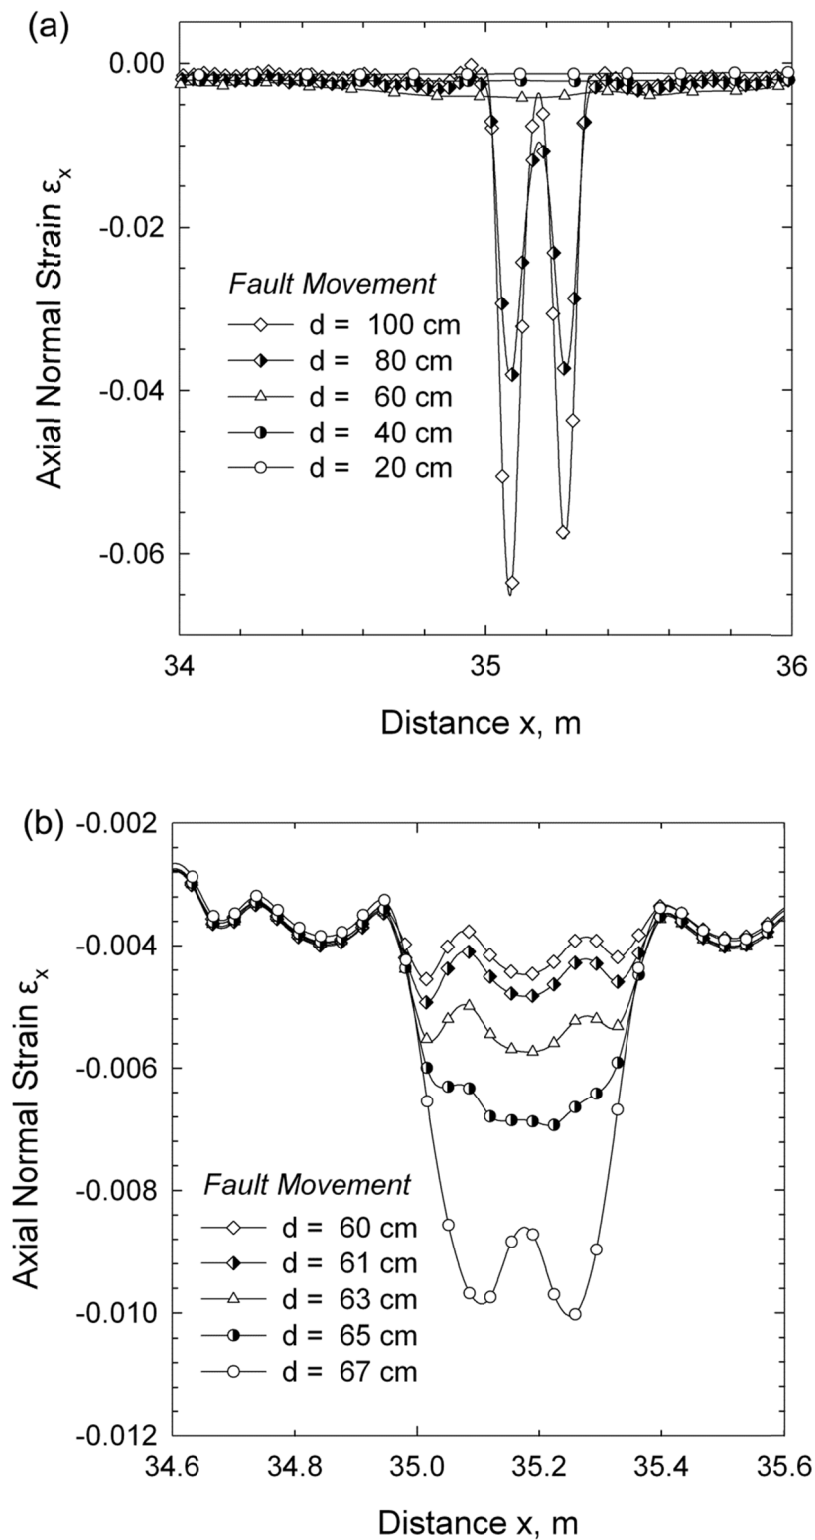 (a)
0.00
-0.02
-0.04
-0.06
Axial Normal Strain εx
Fault Movement
d = 100 cm
d = 80 cm
d = 60 cm
d = 40 cm
d = 20 cm
34 35 36
Distance x, m
(b)
-0.002
-0.004
-0.006
-0.008
-0.010
-0.012
Axial Normal Strain εx
Fault Movement
d = 60 cm
d = 61 cm
d = 63 cm
d = 65 cm
d = 67 cm
34.6 34.8 35.0 35.2 35.4 35.6
Distance x, m